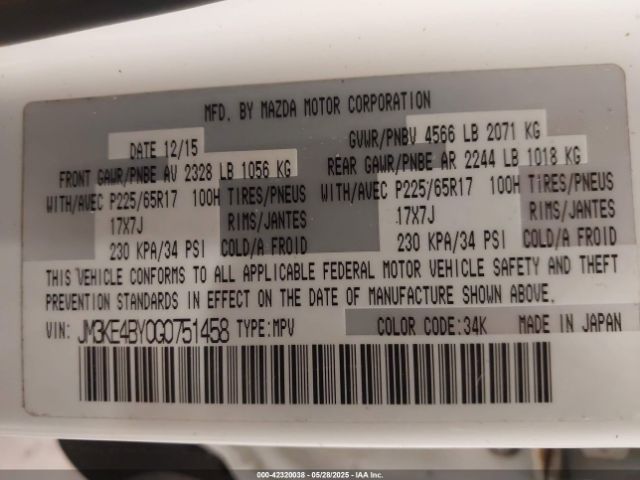 MFD. BY MAZDA MOTOR CORPORATION
DATE 12/15 GVWR/PNBV 4566 LB 2071 KG
FRONT GAWR/PNBE AV 2328 LB 1056 KG REAR GAWR/PNBE AR 2244 LB 1018 KG
WITH/AVEC P225/65R17 100H TIRES/PNEUS WITH/AVEC P225/65R17 100H TIRES/PNEUS
17X7J RIMS/JANTES 17X7J RIMS/JANTES
230 KPA/34 PSI COLD/A FROID 230 KPA/34 PSI COLD/A FROID
THIS VEHICLE CONFORMS TO ALL APPLICABLE FEDERAL MOTOR VEHICLE SAFETY AND THEFT
PREVENTION STANDARDS IN EFFECT ON THE DATE OF MANUFACTURE SHOWN ABOVE.
VIN: JM3KE4BY0G0751458 TYPE:MPV COLOR CODE:34K MADE IN JAPAN
000-42320038 - 05/28/2025 - IAAI, Inc.